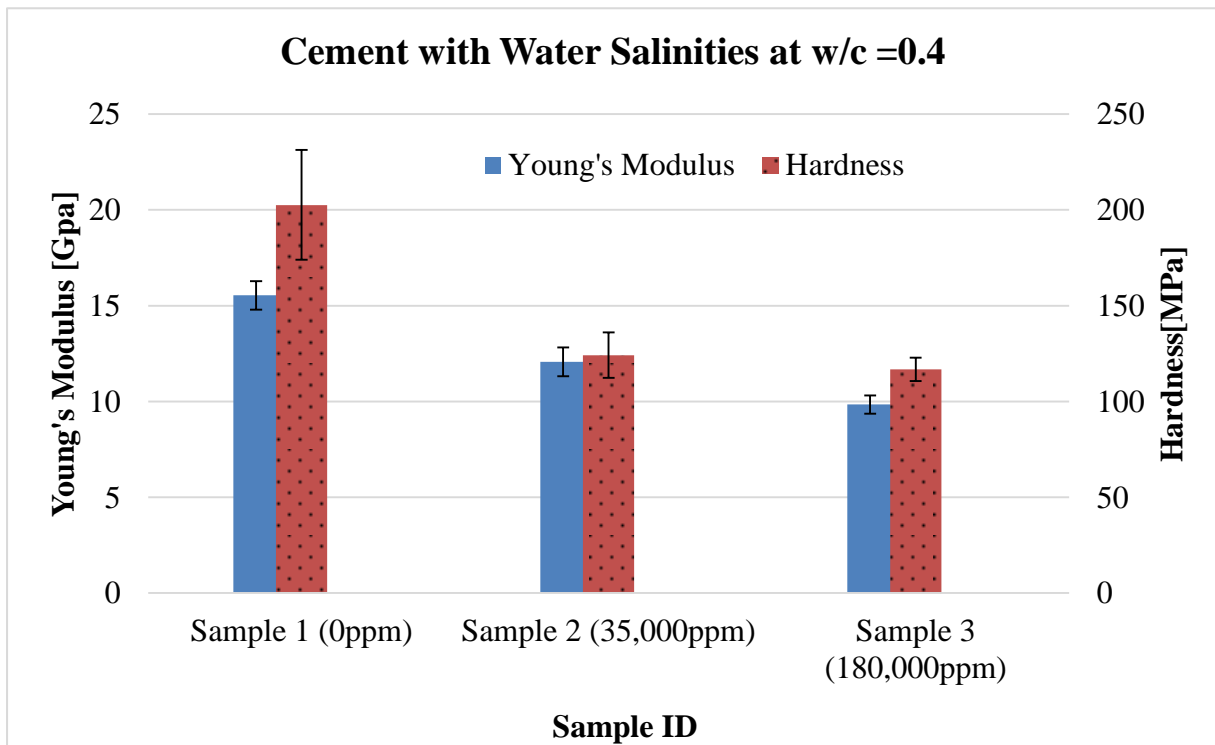 Cement with Water Salinities at w/c =0.4
Young's Modulus
Hardness
Young's Modulus [Gpa]
25
20
15
10
5
0
250
200
150
100
50
0
Hardness[MPa]
Sample 1 (0ppm)
Sample 2 (35,000ppm)
Sample 3
(180,000ppm)
Sample ID